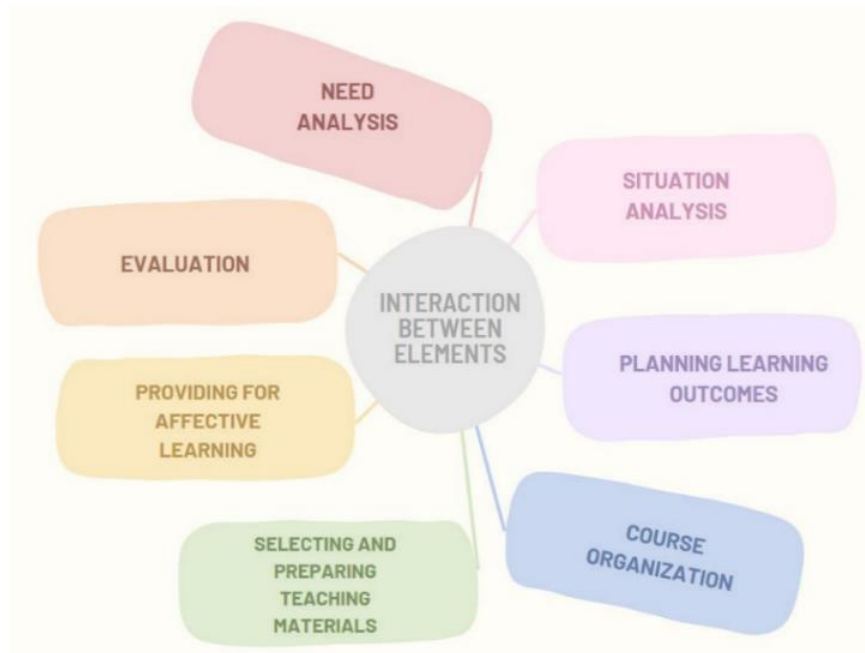 NEED
ANALYSIS
SITUATION
ANALYSIS
EVALUATION
INTERACTION
BETWEEN
ELEMENTS
PLANNING LEARNING
OUTCOMES
PROVIDING FOR
AFFECTIVE
LEARNING
COURSE
ORGANIZATION
SELECTING AND
PREPARING
TEACHING
MATERIALS